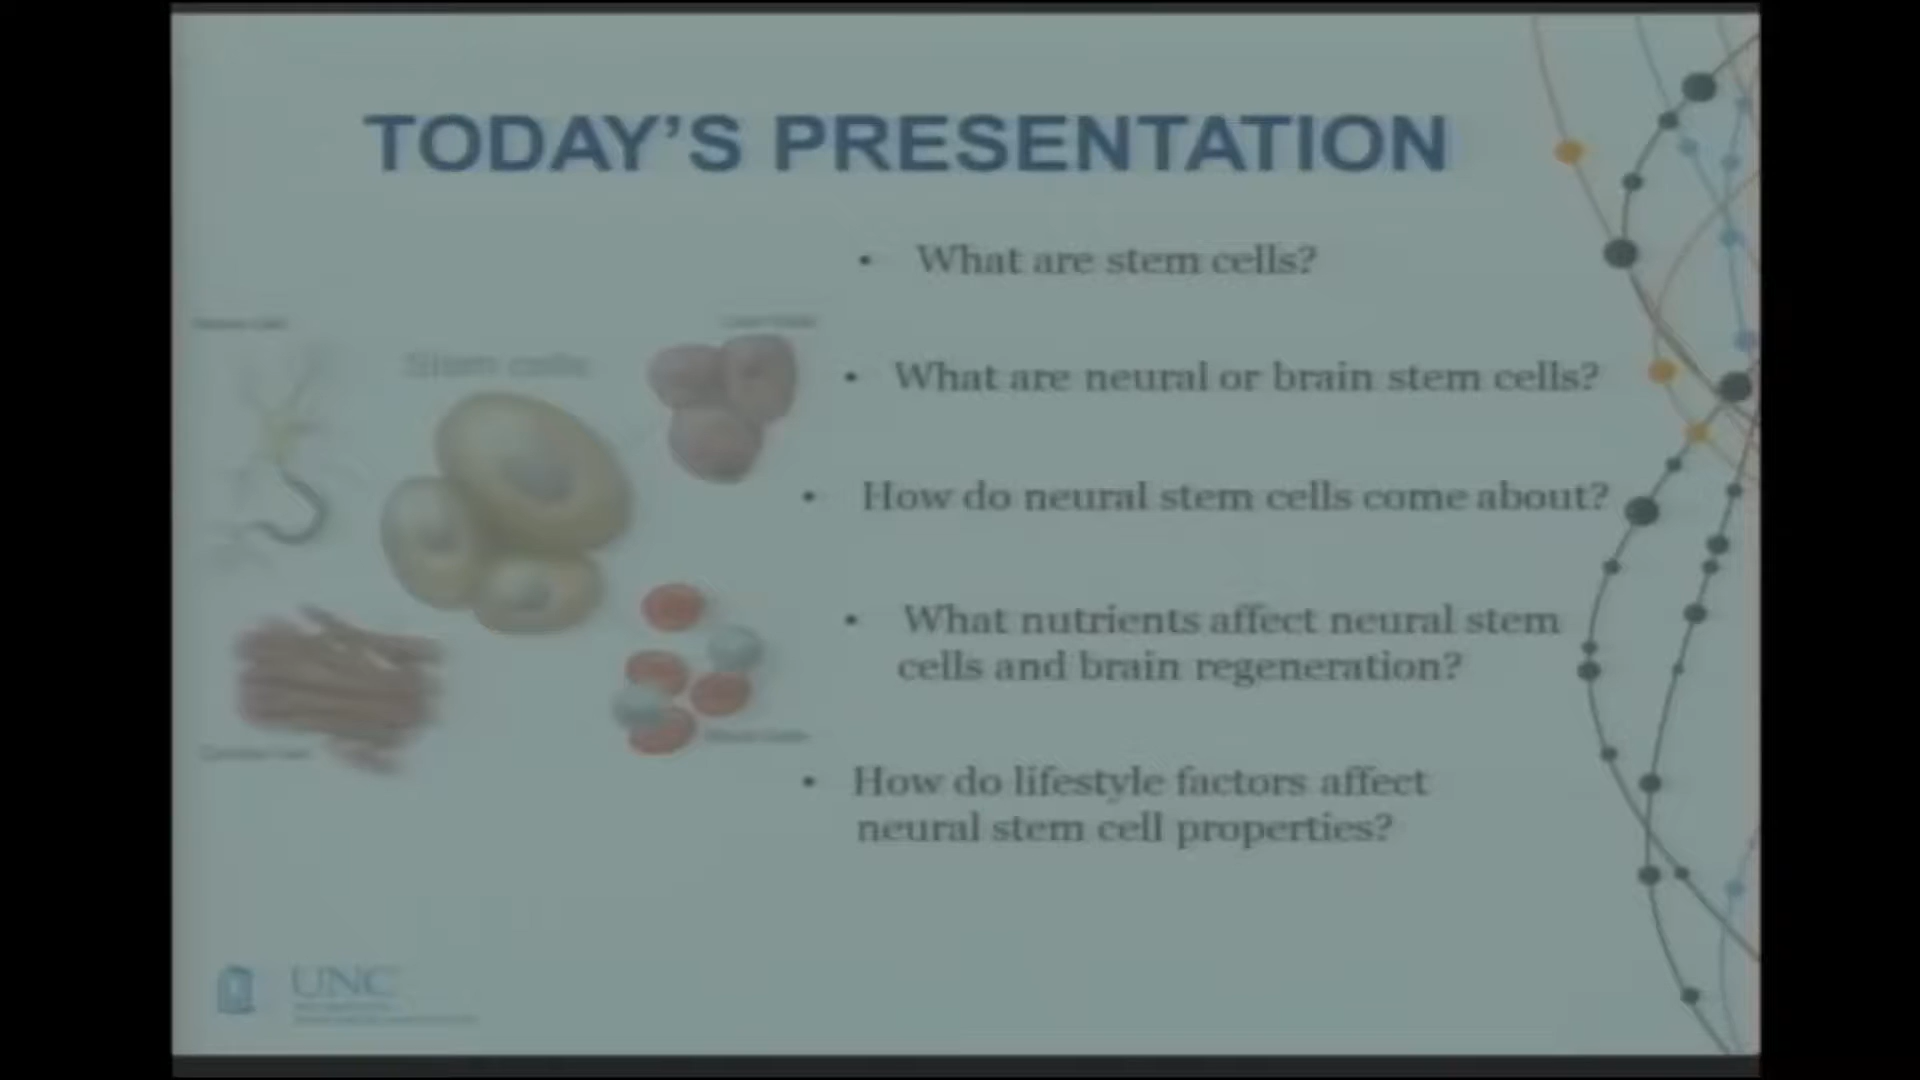 TODAY'S PRESENTATION
• What are stem cells?
Stem cells
• What are neural or brain stem cells?
• How do neural stem cells come about?
• What nutrients affect neural stem
cells and brain regeneration?
• How do lifestyle factors affect
neural stem cell properties?
UNC